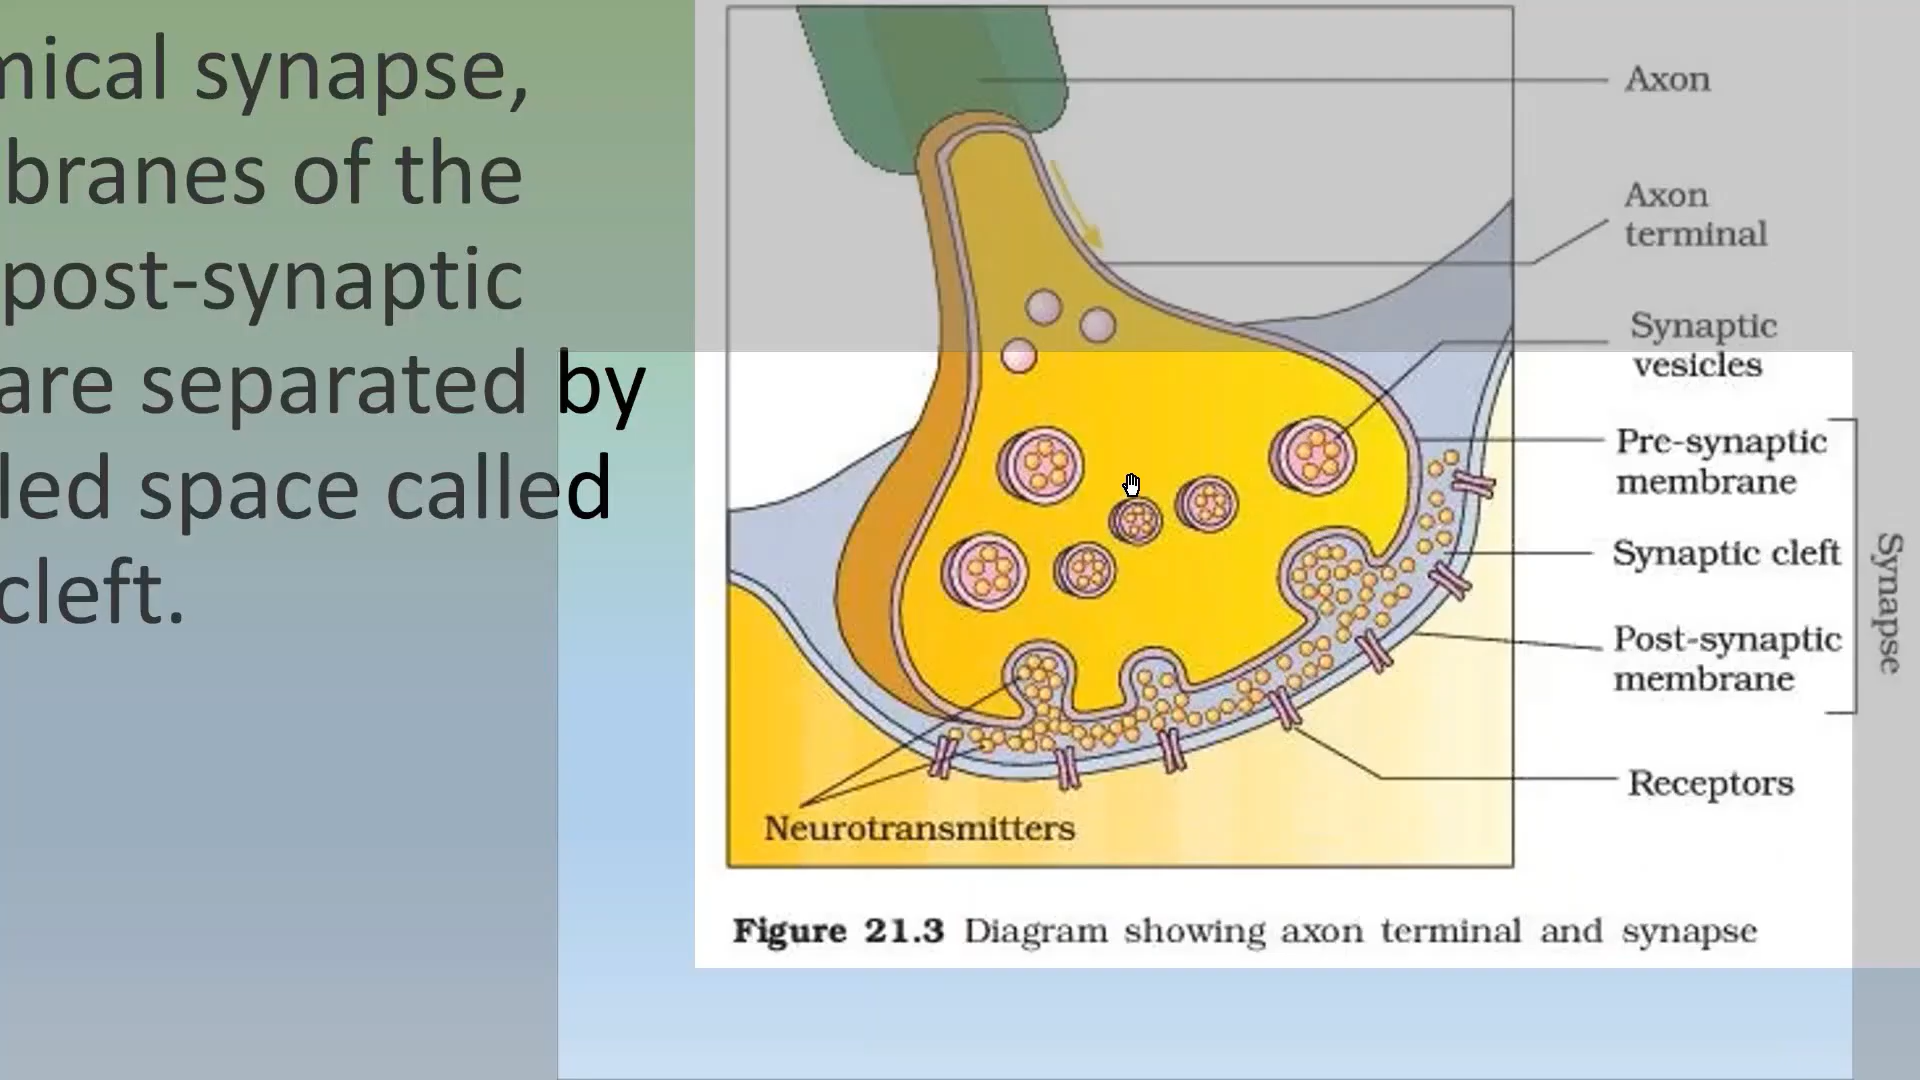 mical synapse,
branes of the
post-synaptic
are separated by
led space called
cleft.
Axon
Axon
terminal
Synaptic
vesicles
Pre-synaptic
membrane
Synaptic cleft
Post-synaptic
membrane
Synapse
Receptors
Neurotransmitters
Figure 21.3 Diagram showing axon terminal and synapse